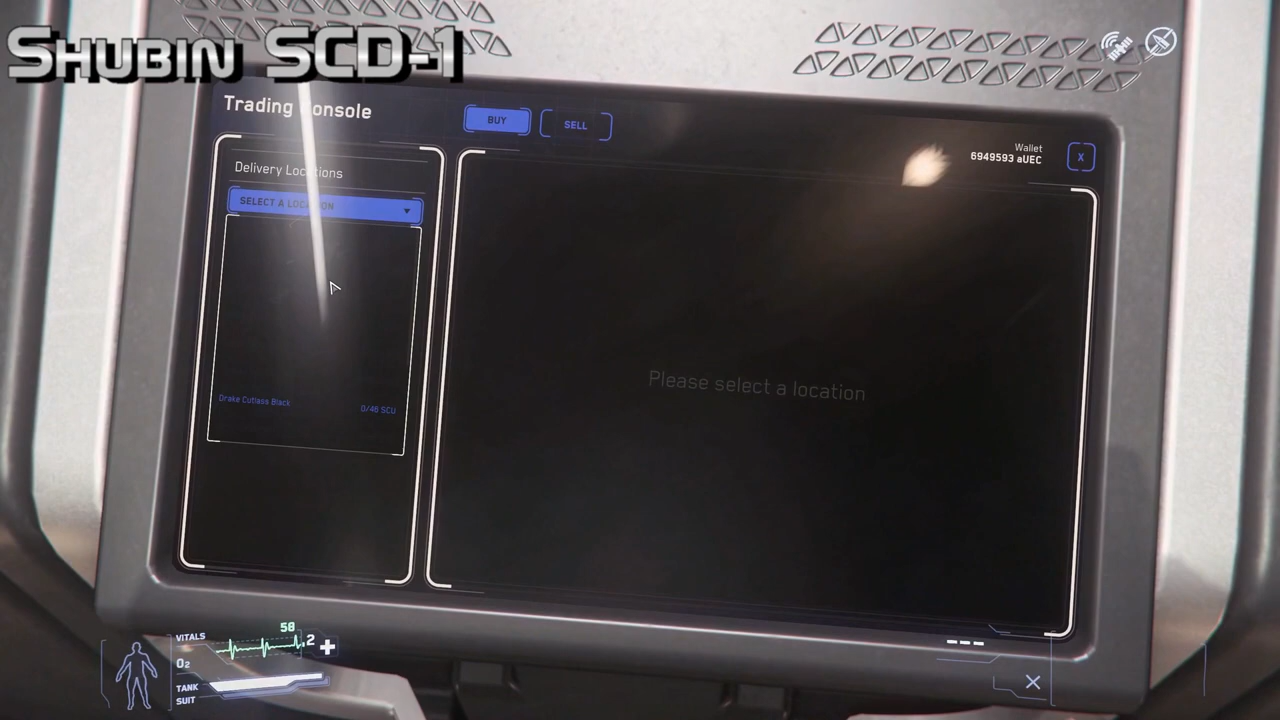 Shubin SCD-1
Trading Console
BUY
SELL
Wallet
6949593 aUEC
X
Delivery Locations
SELECT A LOCATION
Please select a location
Drake Cutlass Black
0/46 SCU
VITALS
58
.2
O2
TANK
SUIT